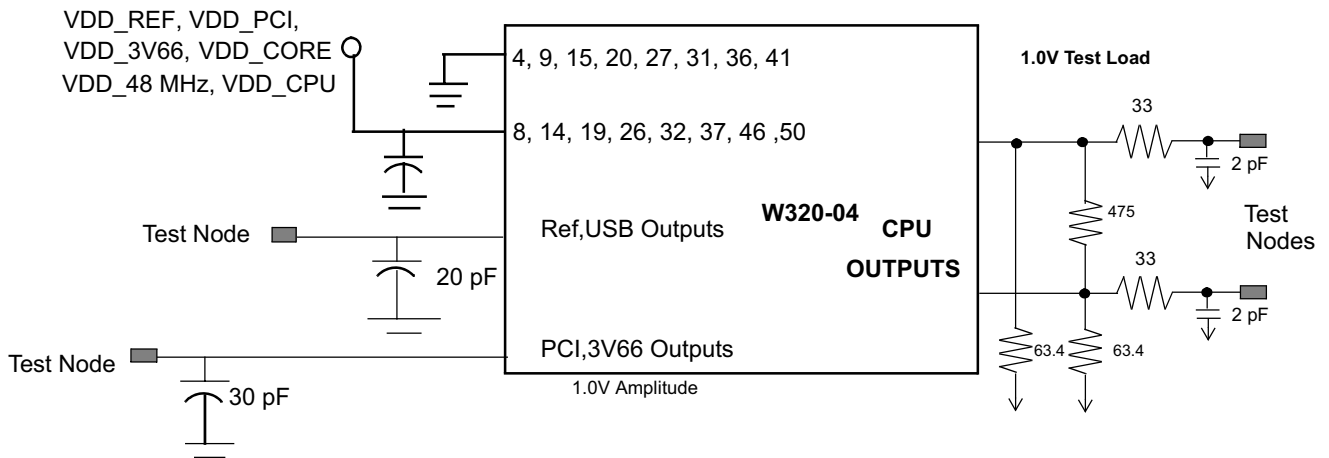 VDD_REF, VDD_PCI,
VDD_3V66, VDD_CORE
VDD_48 MHz, VDD_CPU
4, 9, 15, 20, 27, 31, 36, 41
8, 14, 19, 26, 32, 37, 46 ,50
1.0V Test Load
33
2 pF
475
Test
Nodes
33
2 pF
63.4
63.4
W320-04
CPU
OUTPUTS
Test Node
Ref,USB Outputs
20 pF
Test Node
PCI,3V66 Outputs
30 pF
1.0V Amplitude